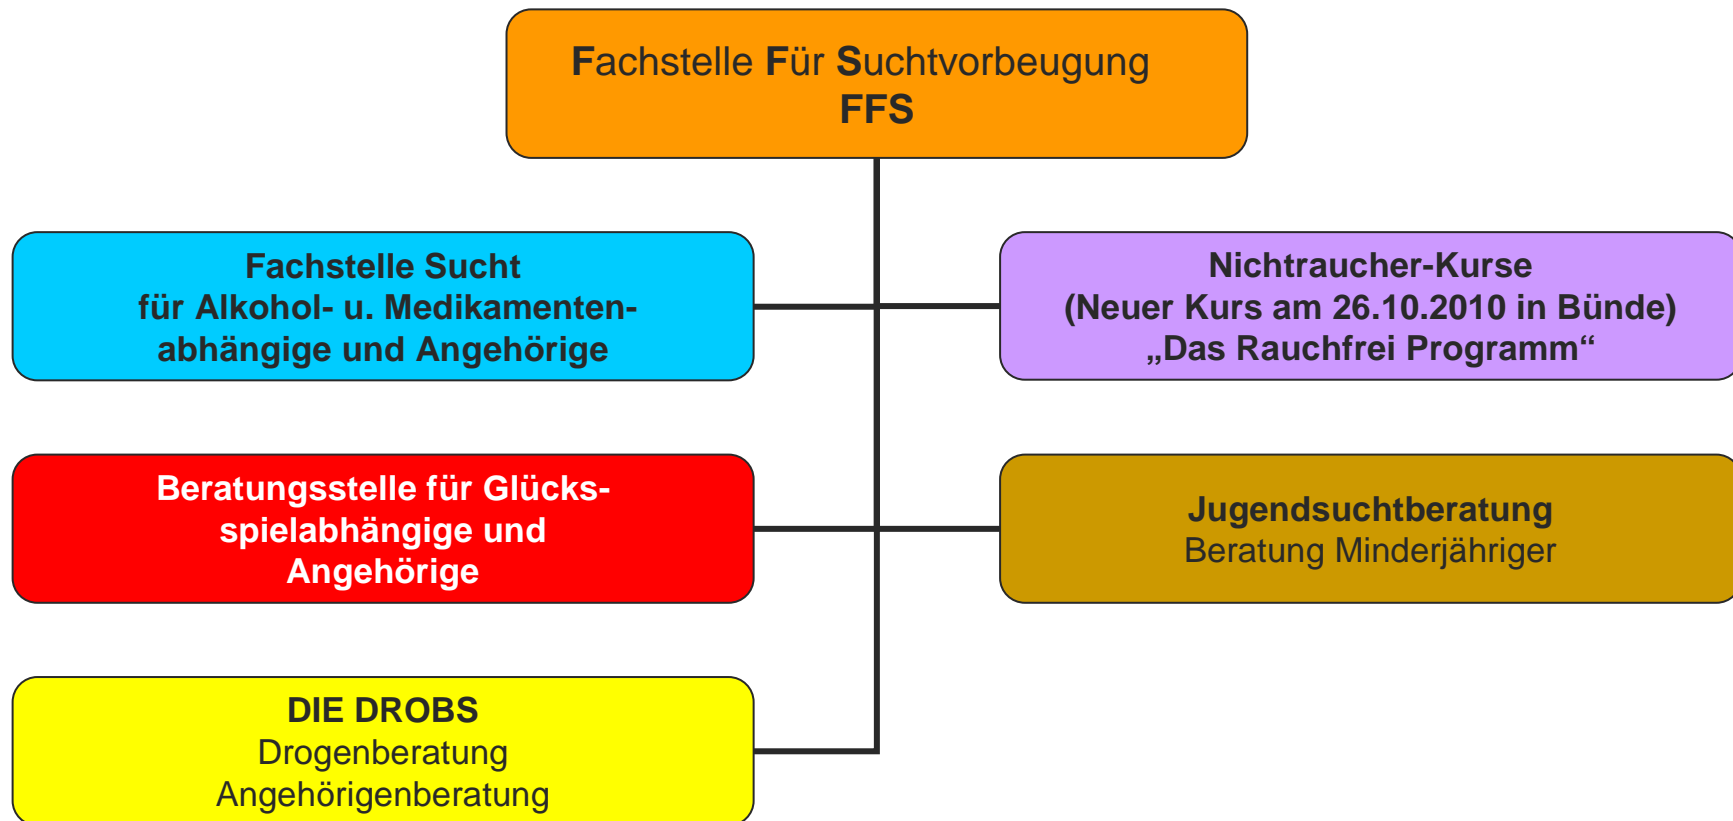 Fachstelle Für Suchtvorbeugung
FFS
Fachstelle Sucht
für Alkohol- u. Medikamenten-
abhängige und Angehörige
Nichtraucher-Kurse
(Neuer Kurs am 26.10.2010 in Bünde)
„Das Rauchfrei Programm“
Beratungsstelle für Glücks-
spielabhängige und
Angehörige
Jugendsuchtberatung
Beratung Minderjähriger
DIE DROBS
Drogenberatung
Angehörigenberatung